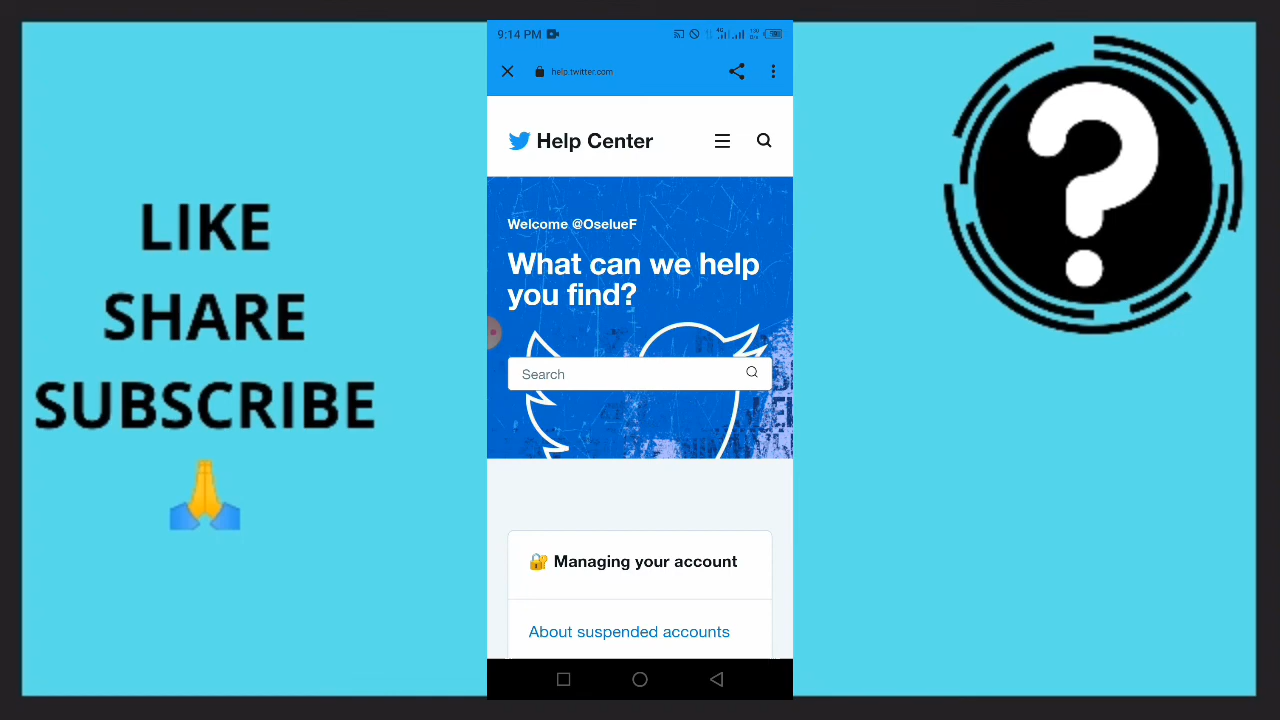 LIKE
SHARE
SUBSCRIBE
9:14 PM
help.twitter.com
Help Center
Welcome @OselueF
What can we help
you find?
Search
Managing your account
About suspended accounts